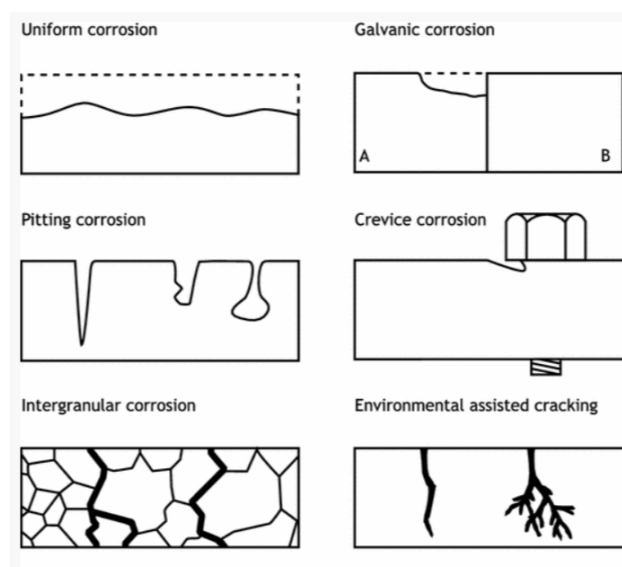 Uniform corrosion
Galvanic corrosion
A
B
Pitting corrosion
Crevice corrosion
Intergranular corrosion
Environmental assisted cracking